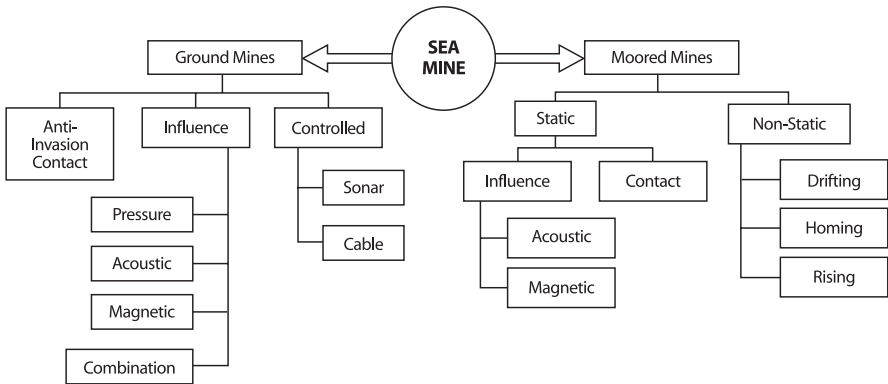 SEA
MINE
Ground Mines
Moored Mines
Anti-
Invasion
Contact
Influence
Controlled
Static
Non-Static
Sonar
Cable
Influence
Contact
Drifting
Homing
Rising
Pressure
Acoustic
Magnetic
Combination
Acoustic
Magnetic